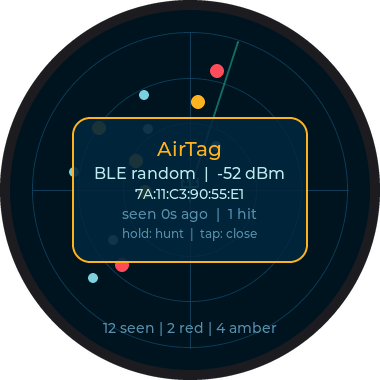 AirTag
BLE random | -52 dBm
7A:11:C3:90:55:E1
seen 0s ago | 1 hit
hold: hunt | tap: close
12 seen | 2 red | 4 amber